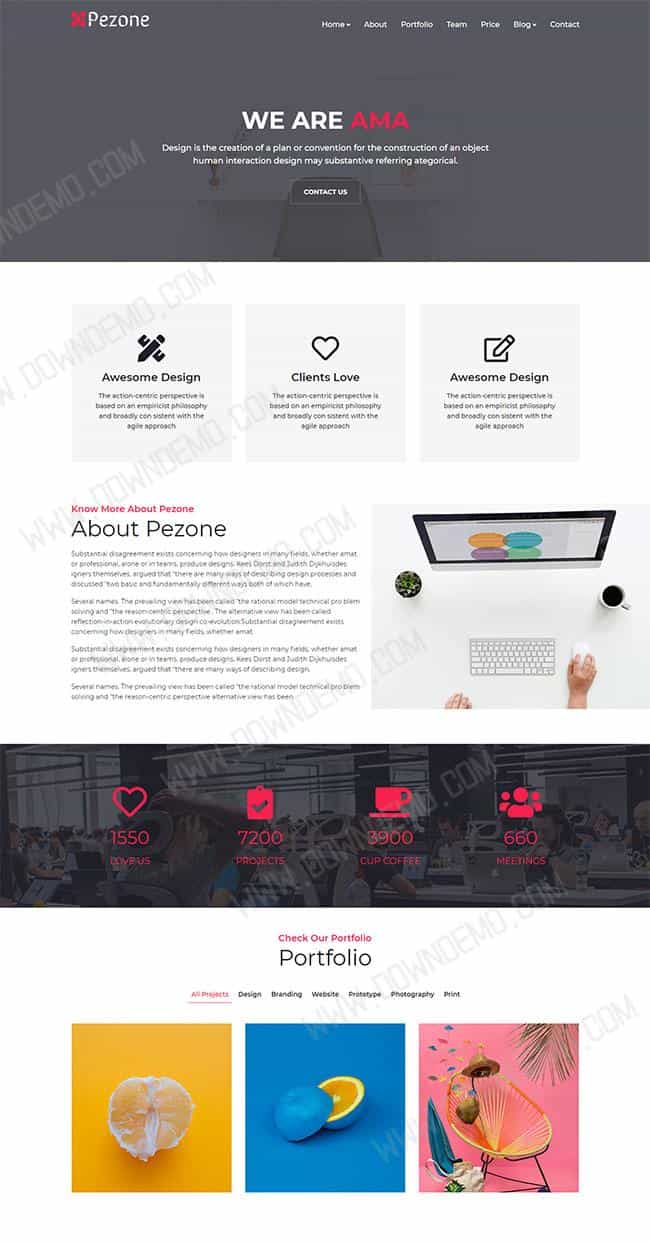 Pezone
Home About Portfolio Team Price Blog Contact
WE ARE AMA
Design is the creation of a plan or convention for the construction of an object
human interaction design may substantive referring ategorical.
CONTACT US
Awesome Design
The action-centric perspective is
based on an empiricist philosophy
and broadly con sistent with the
agile approach
Clients Love
The action-centric perspective is
based on an empiricist philosophy
and broadly con sistent with the
agile approach
Awesome Design
The action-centric perspective is
based on an empiricist philosophy
and broadly con sistent with the
agile approach
Know More About Pezone
About Pezone
Substantial disagreement exists concerning how designers in many fields, whether amat
or professional, alone or in teams, produce designs. Kees Dorst and Judith Dijkhuisdes
igners themselves, argued that "there are many ways of describing design processes and
discussed "two basic and fundamentally different ways both of which have.
Several names. The prevailing view has been called "the rational model technical pro blem
solving and "the reason-centric perspective . The alternative view has been called
reflection-in-action evolutionary design co evolution.Substantial disagreement exists
concerning how designers in many fields, whether amat
Substantial disagreement exists concerning how designers in many fields, whether amat
or professional, alone or in teams, produce designs. Kees Dorst and Judith Dijkhuisdes
igners themselves, argued that "there are many ways of describing design.
Several names. The prevailing view has been called "the rational model technical pro blem
solving and "the reason-centric perspective alternative view has been
1550
LOVE US
7200
PROJECTS
3900
CUP COFFEE
660
MEETINGS
Check Our Portfolio
Portfolio
All Projects Design Branding Website Prototype Photography Print
WWW.DOWNDEMO.COM